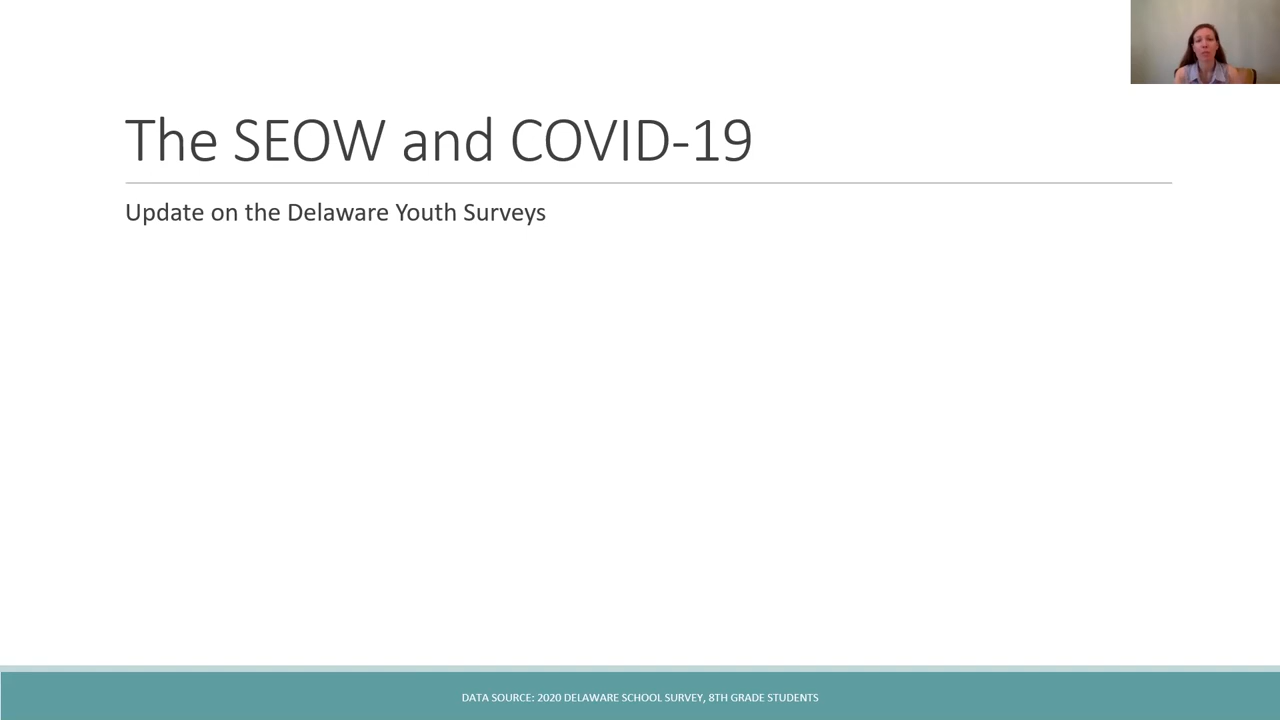 The SEOW and COVID-19
Update on the Delaware Youth Surveys
DATA SOURCE: 2020 DELAWARE SCHOOL SURVEY, 8TH GRADE STUDENTS